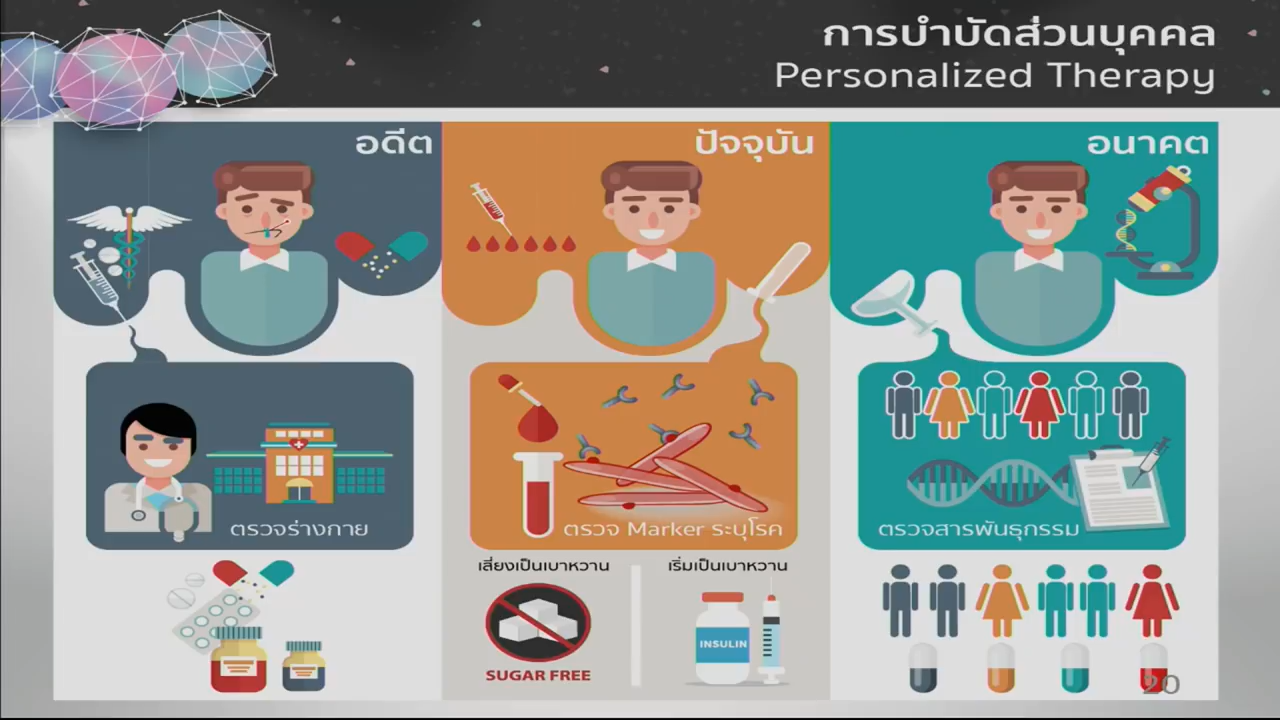 การบำบัดส่วนบุคคล
Personalized Therapy
อดีต
ปัจจุบัน
อนาคต
ตรวจร่างกาย
ตรวจ Marker ระบุโรค
ตรวจสารพันธุกรรม
เสี่ยงเป็นเบาหวาน
เริ่มเป็นเบาหวาน
SUGAR FREE
INSULIN
20